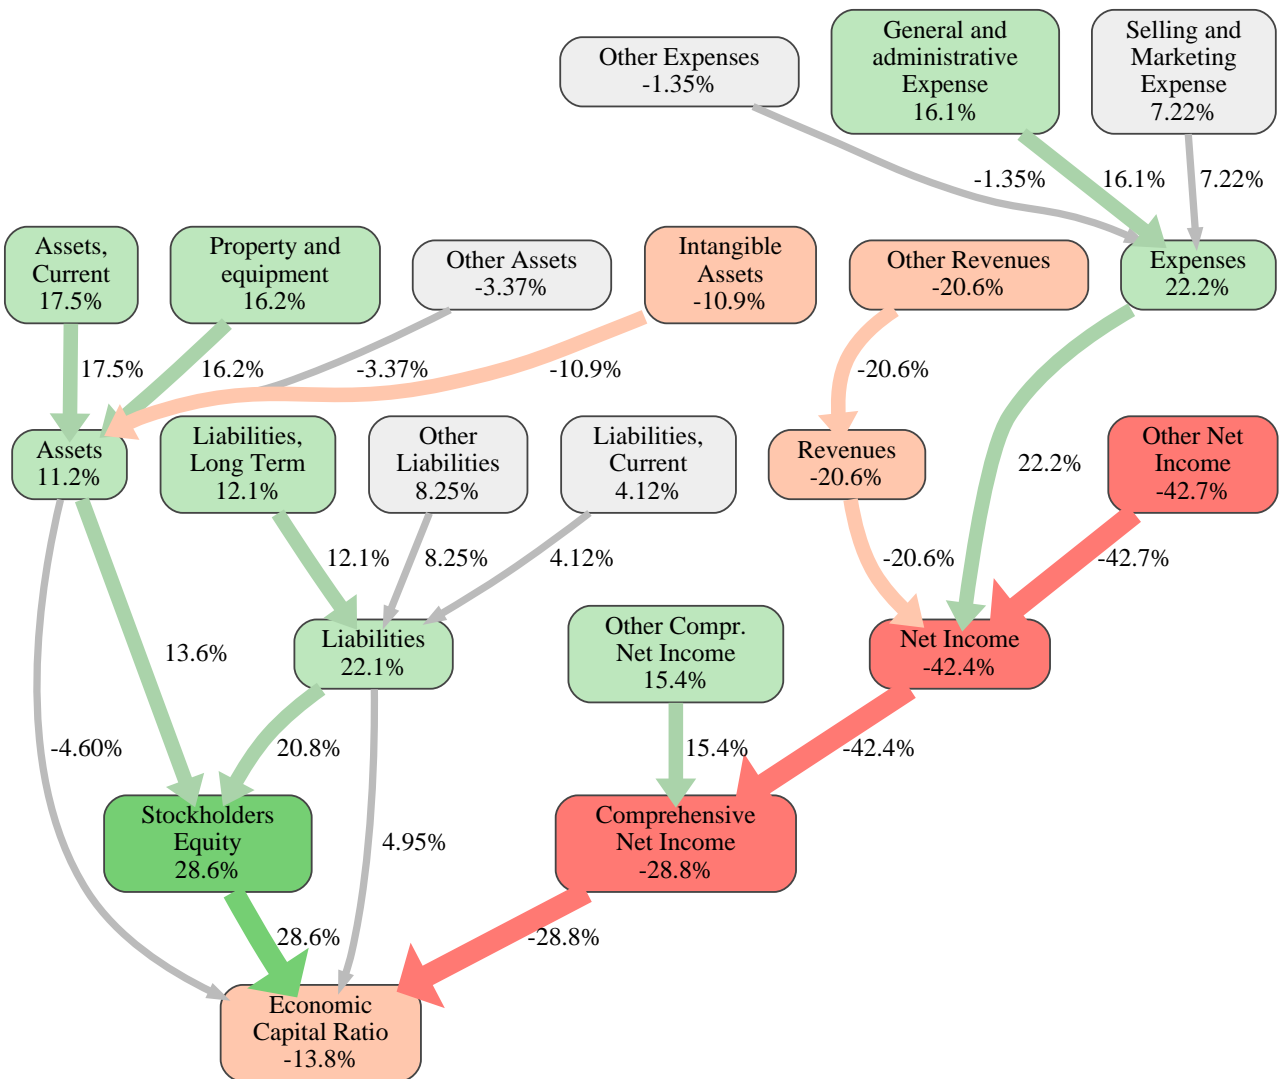 Other Expenses
-1.35%
General and
administrative
Expense
16.1%
Selling and
Marketing
Expense
7.22%
-1.35%
16.1%
7.22%
Assets,
Current
17.5%
Property and
equipment
16.2%
Other Assets
-3.37%
Intangible
Assets
-10.9%
Other Revenues
-20.6%
Expenses
22.2%
17.5%
16.2%
-3.37%
-10.9%
-20.6%
22.2%
Assets
11.2%
Liabilities,
Long Term
12.1%
Other
Liabilities
8.25%
Liabilities,
Current
4.12%
Revenues
-20.6%
Other Net
Income
-42.7%
12.1%
8.25%
4.12%
-20.6%
-42.7%
13.6%
Liabilities
22.1%
Other Compr.
Net Income
15.4%
Net Income
-42.4%
-4.60%
20.8%
15.4%
-42.4%
Stockholders
Equity
28.6%
4.95%
Comprehensive
Net Income
-28.8%
28.6%
-28.8%
Economic
Capital Ratio
-13.8%